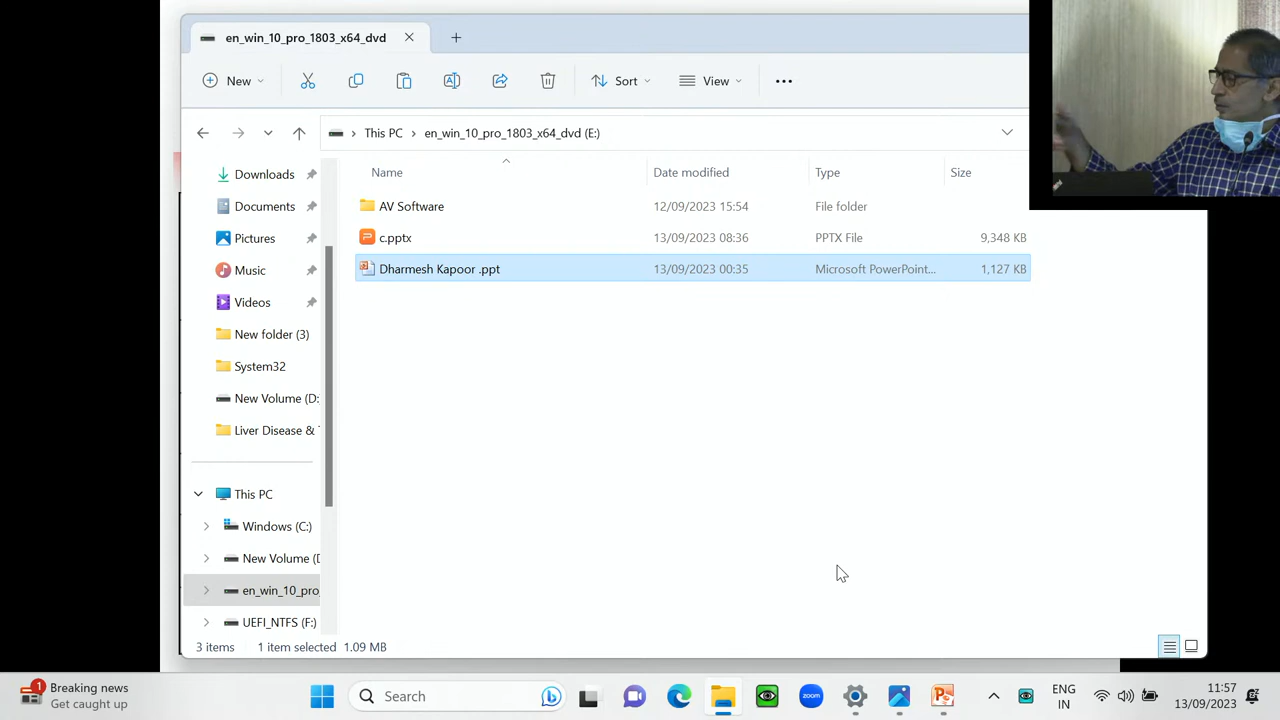 en_win_10_pro_1803_x64_dvd
New
Sort
View
This PC
en_win_10_pro_1803_x64_dvd (E:)
Name Date modified Type Size
AV Software 12/09/2023 15:54 File folder
c.pptx 13/09/2023 08:36 PPTX File 9,348 KB
Dharmesh Kapoor .ppt 13/09/2023 00:35 Microsoft PowerPoint... 1,127 KB
Downloads
Documents
Pictures
Music
Videos
New folder (3)
System32
New Volume (D:
Liver Disease &
This PC
Windows (C:)
New Volume (D
en_win_10_pro_
UEFI_NTFS (F:)
3 items 1 item selected 1.09 MB
1 Breaking news
Get caught up
Search
zoom
ENG
IN
11:57
13/09/2023